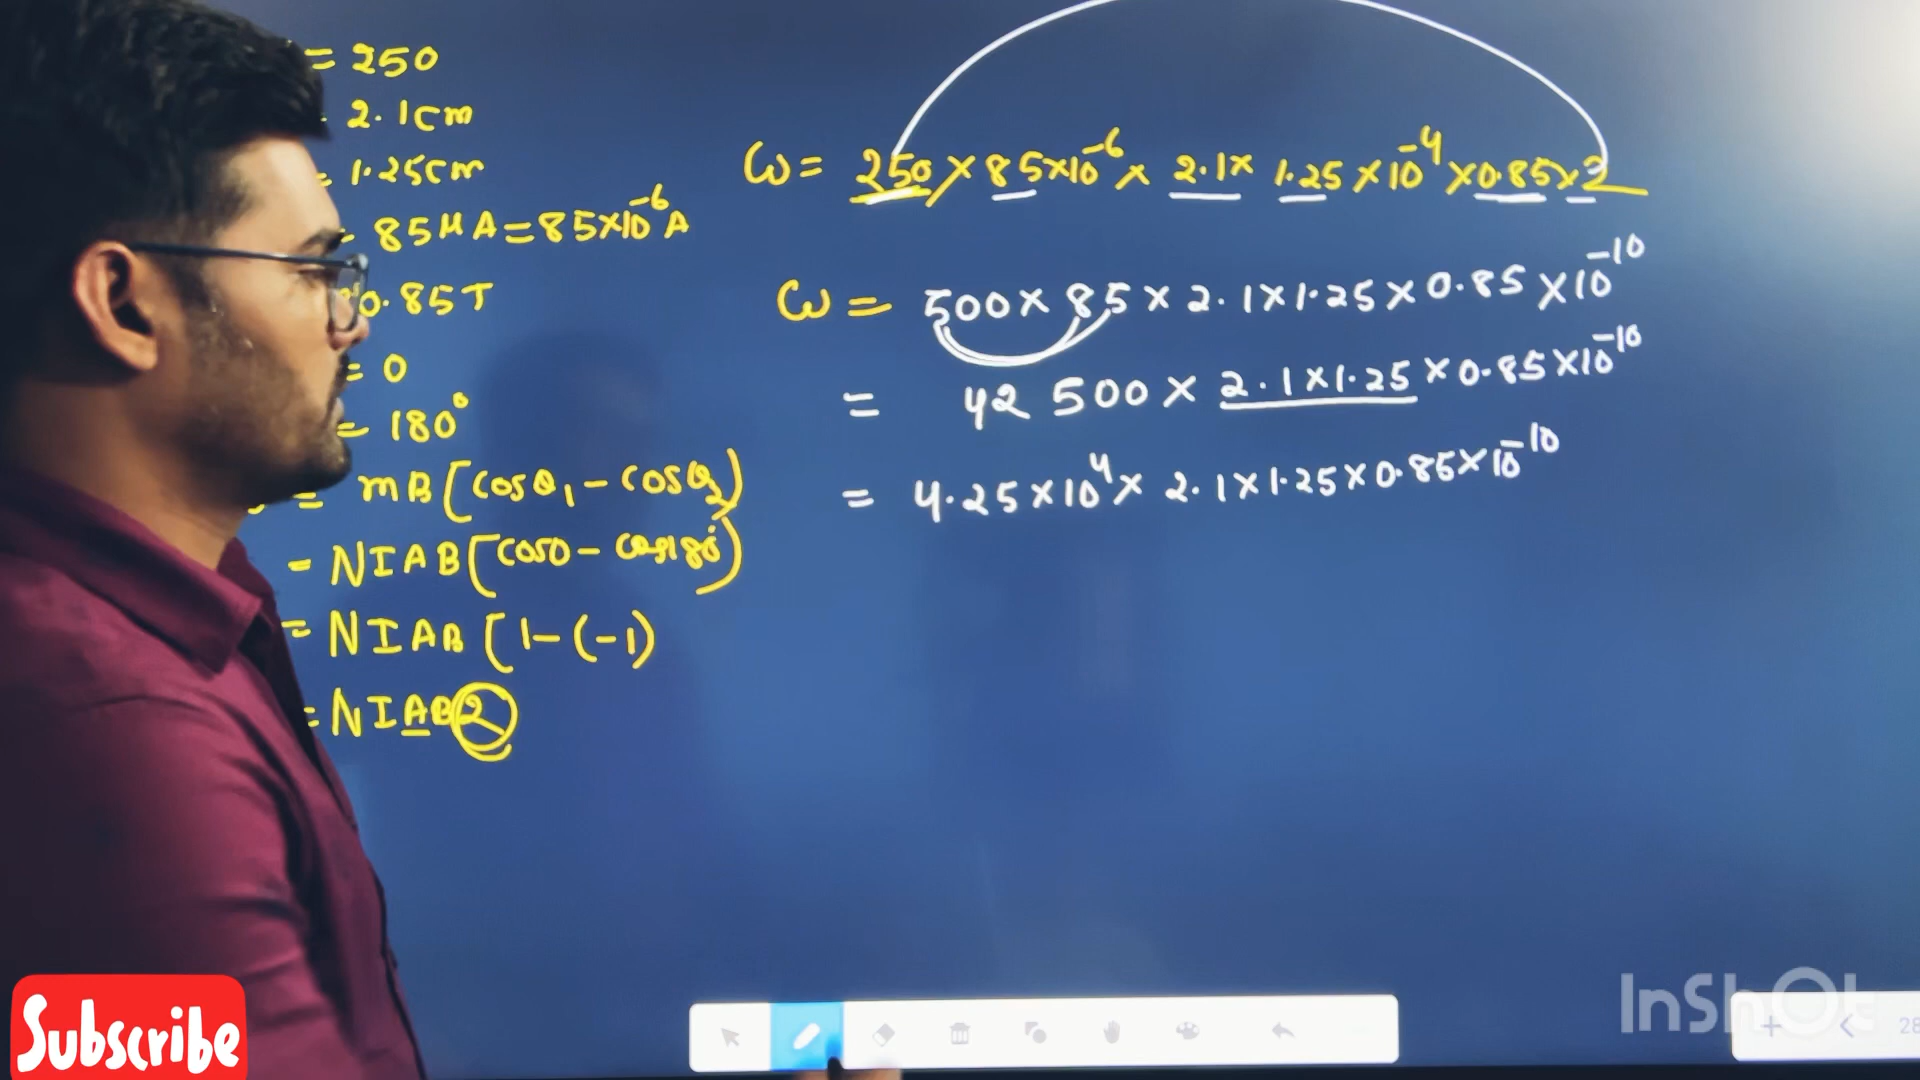 = 250
2.1cm
1.25cm
= 85μA = 85×10⁻⁶A
0.85T
= 0
= 180°
= mB[cosθ₁ - cosθ₂)
= NIAB[cos0 - cos180°)
= NIAB[1-(-1)
= NIAB2
ω = 250 × 85×10⁻⁶ × 2.1 × 1.25 × 10⁻⁴ × 0.85 × 2
ω = 500 × 85 × 2.1 × 1.25 × 0.85 × 10⁻¹⁰
= 42 500 × 2.1 × 1.25 × 0.85 × 10⁻¹⁰
= 4.25×10⁴ × 2.1 × 1.25 × 0.85 × 10⁻¹⁰
Subscribe
InShOt
28